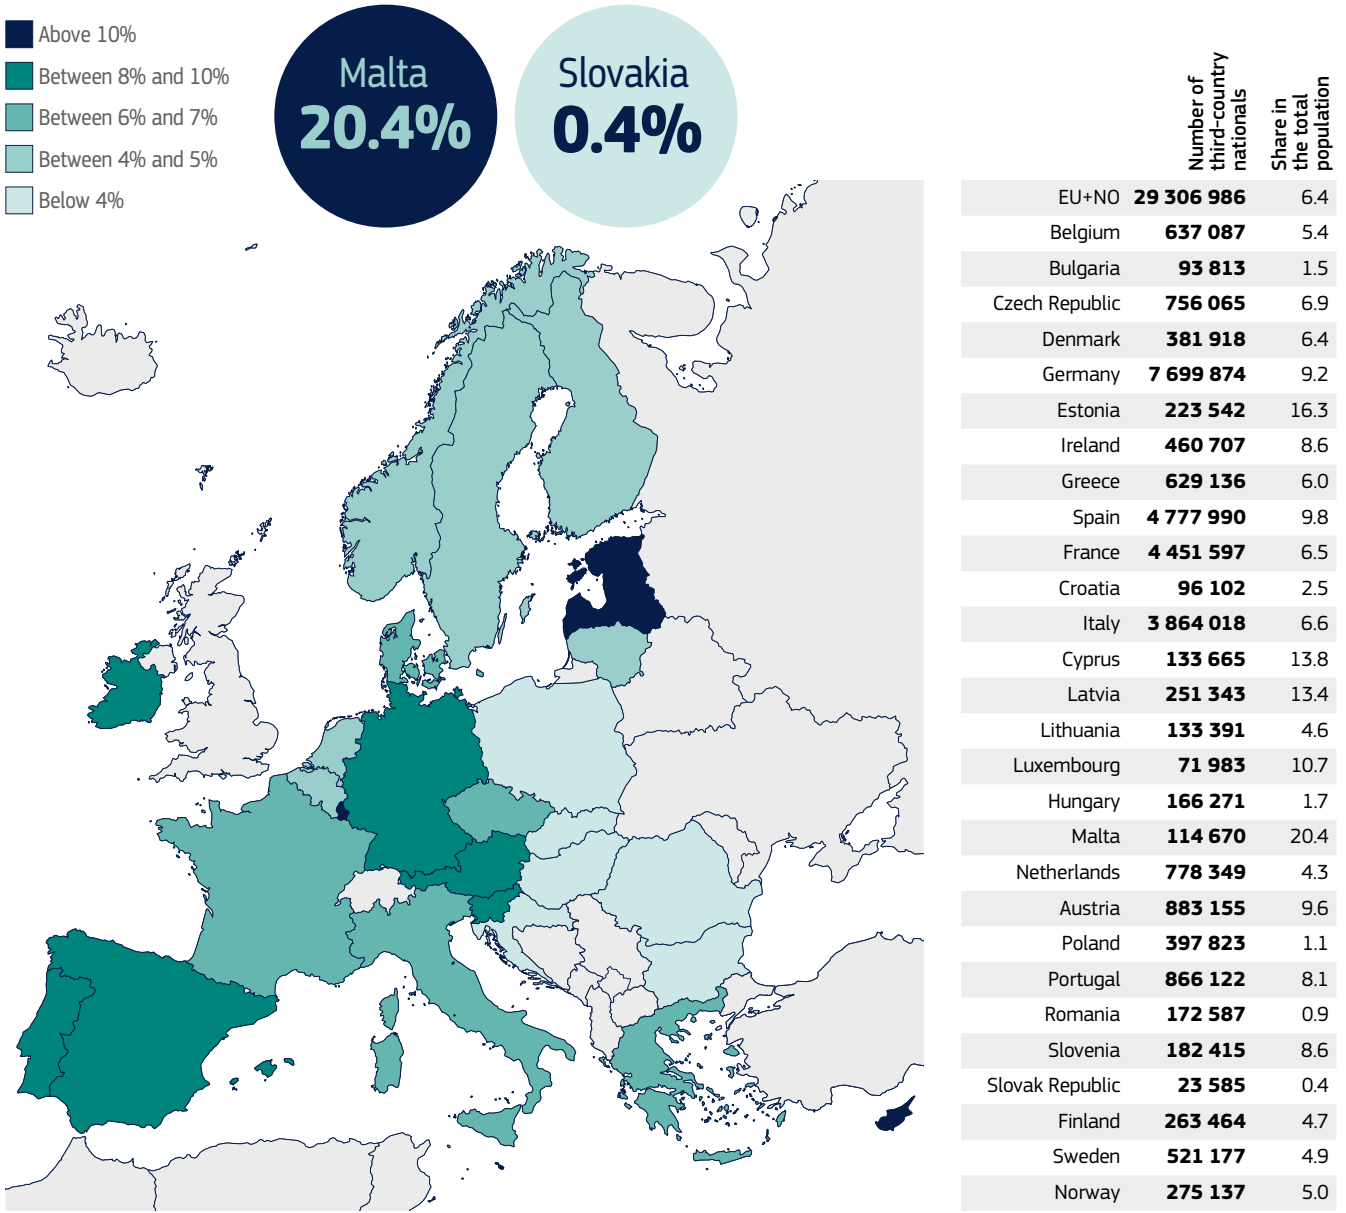 Above 10%
Between 8% and 10%
Between 6% and 7%
Between 4% and 5%
Below 4%
Malta
20.4%
Slovakia
0.4%
Number of
third-country
nationals
Share in
the total
population
EU+NO 29 306 986 6.4
Belgium 637 087 5.4
Bulgaria 93 813 1.5
Czech Republic 756 065 6.9
Denmark 381 918 6.4
Germany 7 699 874 9.2
Estonia 223 542 16.3
Ireland 460 707 8.6
Greece 629 136 6.0
Spain 4 777 990 9.8
France 4 451 597 6.5
Croatia 96 102 2.5
Italy 3 864 018 6.6
Cyprus 133 665 13.8
Latvia 251 343 13.4
Lithuania 133 391 4.6
Luxembourg 71 983 10.7
Hungary 166 271 1.7
Malta 114 670 20.4
Netherlands 778 349 4.3
Austria 883 155 9.6
Poland 397 823 1.1
Portugal 866 122 8.1
Romania 172 587 0.9
Slovenia 182 415 8.6
Slovak Republic 23 585 0.4
Finland 263 464 4.7
Sweden 521 177 4.9
Norway 275 137 5.0